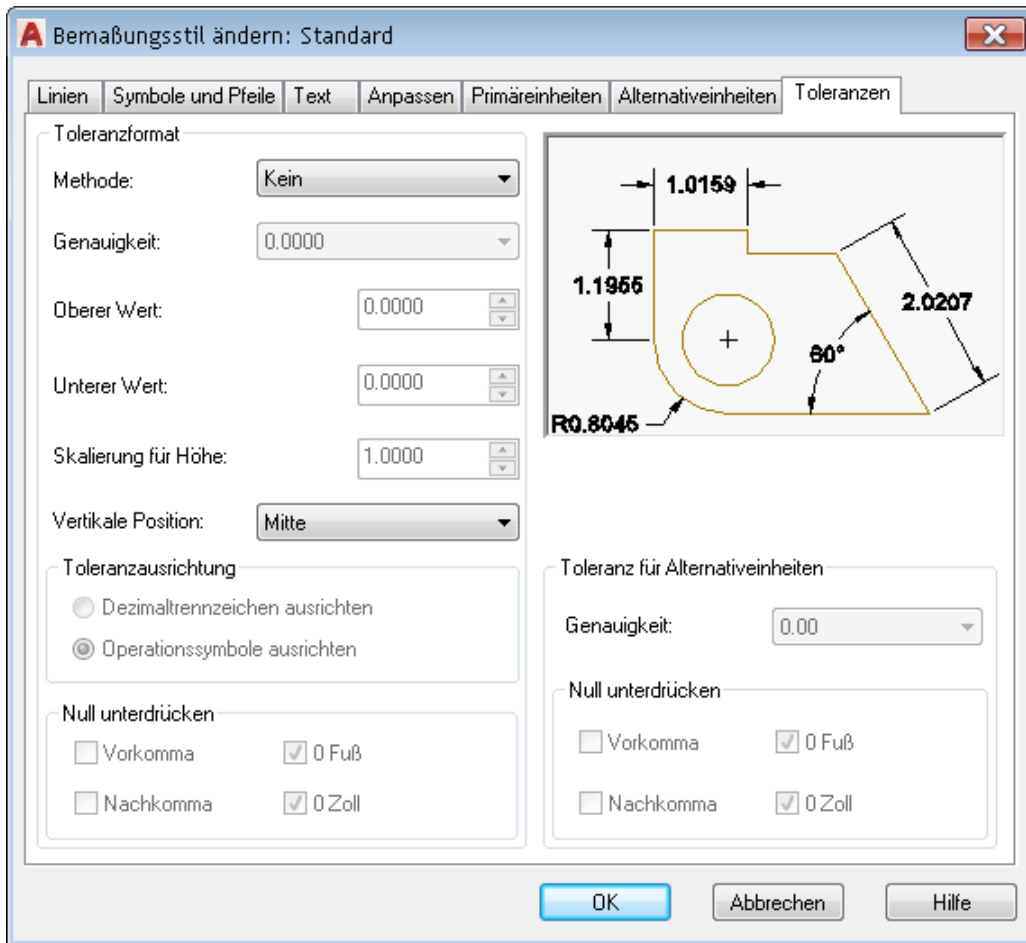 Bemaßungsstil ändern: Standard
Linien Symbole und Pfeile Text Anpassen Primäreinheiten Alternativeinheiten Toleranzen
Toleranzformat
Methode: Kein
Genauigkeit: 0.0000
Oberer Wert: 0.0000
Unterer Wert: 0.0000
Skalierung für Höhe: 1.0000
Vertikale Position: Mitte
Toleranzausrichtung
Dezimaltrennzeichen ausrichten
Operationssymbole ausrichten
Null unterdrücken
Vorkomma 0 Fuß
Nachkomma 0 Zoll
1.0159
1.1955
2.0207
60°
R0.8045
Toleranz für Alternativeinheiten
Genauigkeit: 0.00
Null unterdrücken
Vorkomma 0 Fuß
Nachkomma 0 Zoll
OK Abbrechen Hilfe